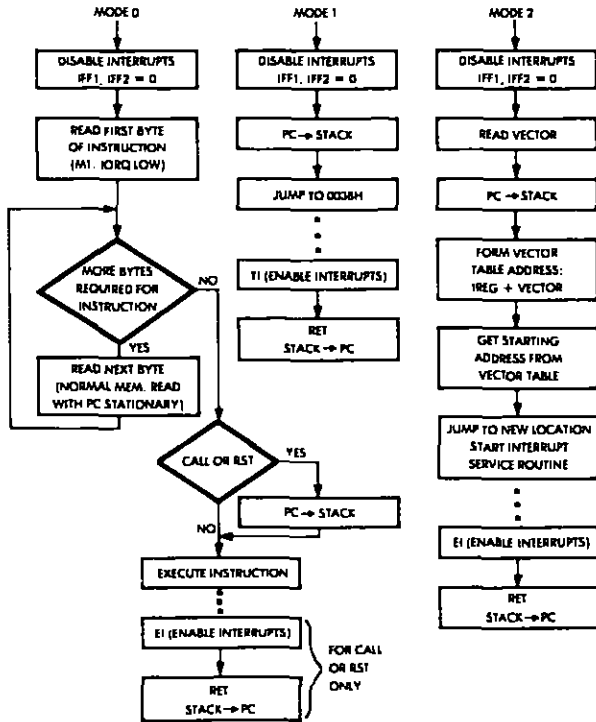 MODE 0
DISABLE INTERRUPTS
IFF1, IFF2 = 0
READ FIRST BYTE
OF INSTRUCTION
(M1. IORQ LOW)
MORE BYTES
REQUIRED FOR
INSTRUCTION
NO
YES
READ NEXT BYTE
(NORMAL MEM. READ
WITH PC STATIONARY)
CALL OR RST
YES
PC→STACK
NO
EXECUTE INSTRUCTION
EI (ENABLE INTERRUPTS)
RET
STACK→PC
FOR CALL
OR RST
ONLY
MODE 1
DISABLE INTERRUPTS
IFF1, IFF2 = 0
PC→STACK
JUMP TO 0038H
YI (ENABLE INTERRUPTS)
RET
STACK→PC
MODE 2
DISABLE INTERRUPTS
IFF1, IFF2 = 0
READ VECTOR
PC→STACK
FORM VECTOR
TABLE ADDRESS:
IREG + VECTOR
GET STARTING
ADDRESS FROM
VECTOR TABLE
JUMP TO NEW LOCATION
START INTERRUPT
SERVICE ROUTINE
EI (ENABLE INTERRUPTS)
RET
STACK→PC